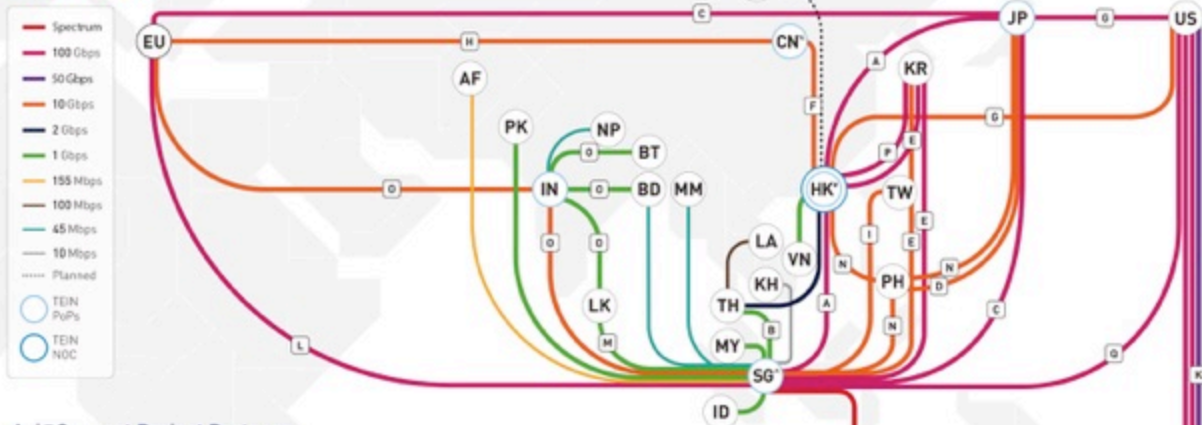 Spectrum
100 Gbps
50 Gbps
10 Gbps
2 Gbps
1 Gbps
155 Mbps
100 Mbps
45 Mbps
10 Mbps
Planned
TEIN
PoPs
TEIN
NOC
C
JP
G
US
EU
H
CN*
A
KR
AF
F
G
PK
NP
O
BT
E
P
O
IN
O
BD
MM
HK*
TW
E
I
E
O
O
LA
VN
N
N
KH
PH
D
LK
TH
A
C
B
N
L
M
MY
Q
SG*
K
ID